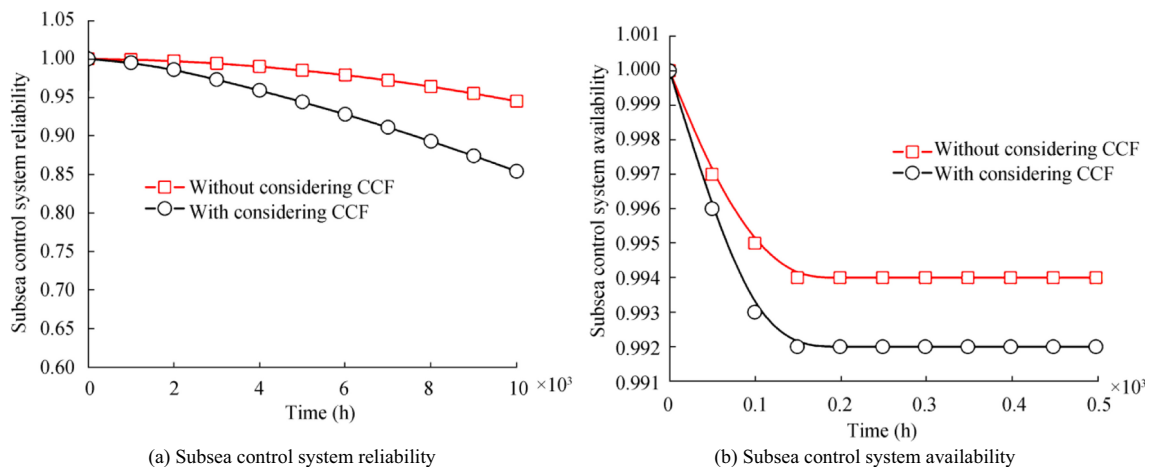 1.05
1.00
0.95
0.90
0.85
0.80
0.75
0.70
0.65
0.60
Subsea control system reliability
Without considering CCF
With considering CCF
0 2 4 6 8 10 ×10³
Time (h)
(a) Subsea control system reliability
1.001
1.000
0.999
0.998
0.997
0.996
0.995
0.994
0.993
0.992
0.991
Subsea control system availability
Without considering CCF
With considering CCF
0 0.1 0.2 0.3 0.4 0.5 ×10³
Time (h)
(b) Subsea control system availability